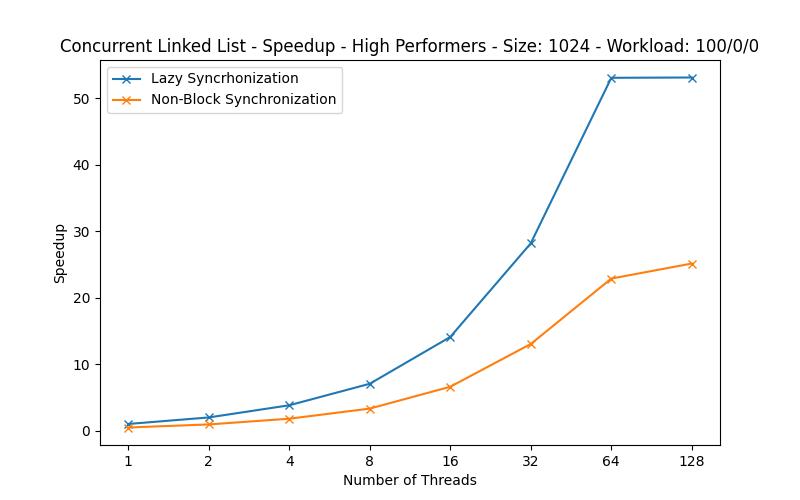 Concurrent Linked List - Speedup - High Performers - Size: 1024 - Workload: 100/0/0
Lazy Syncrhonization
Non-Block Synchronization
50
40
30
20
10
0
Speedup
1 2 4 8 16 32 64 128
Number of Threads